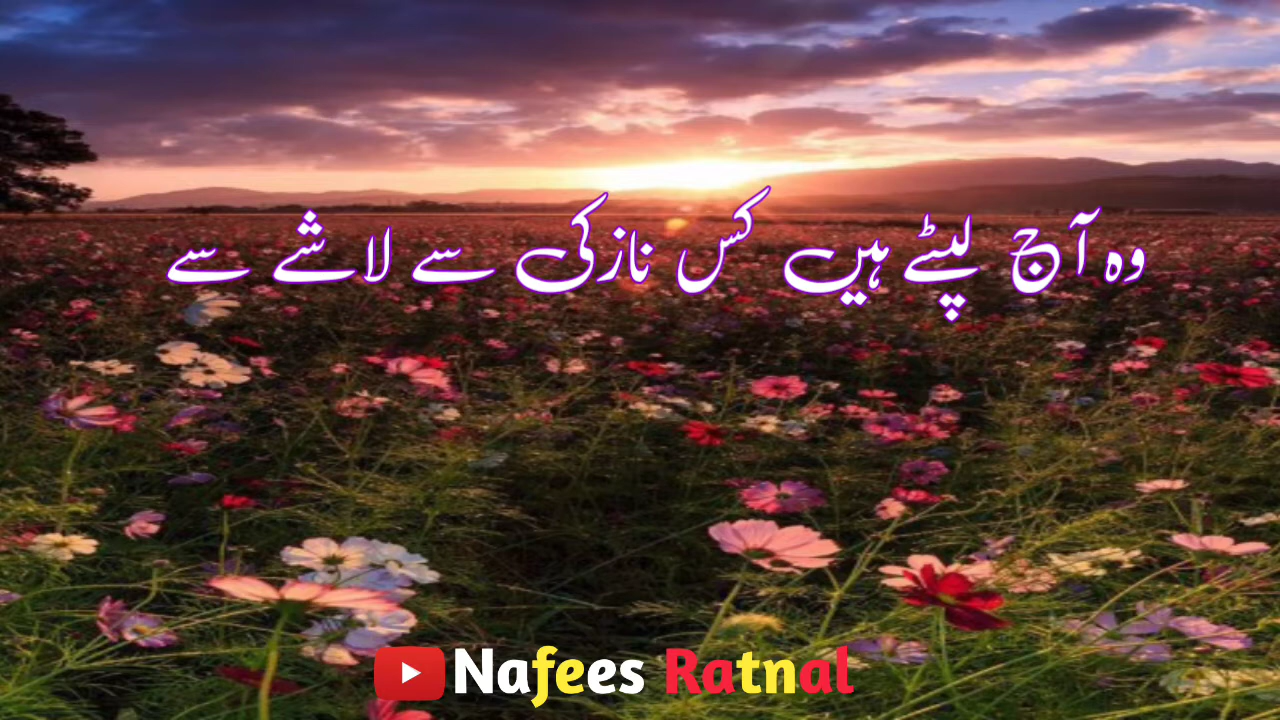 وہ آج لپٹے ہیں کس نازکی سے لاشے سے
Nafees Ratnal